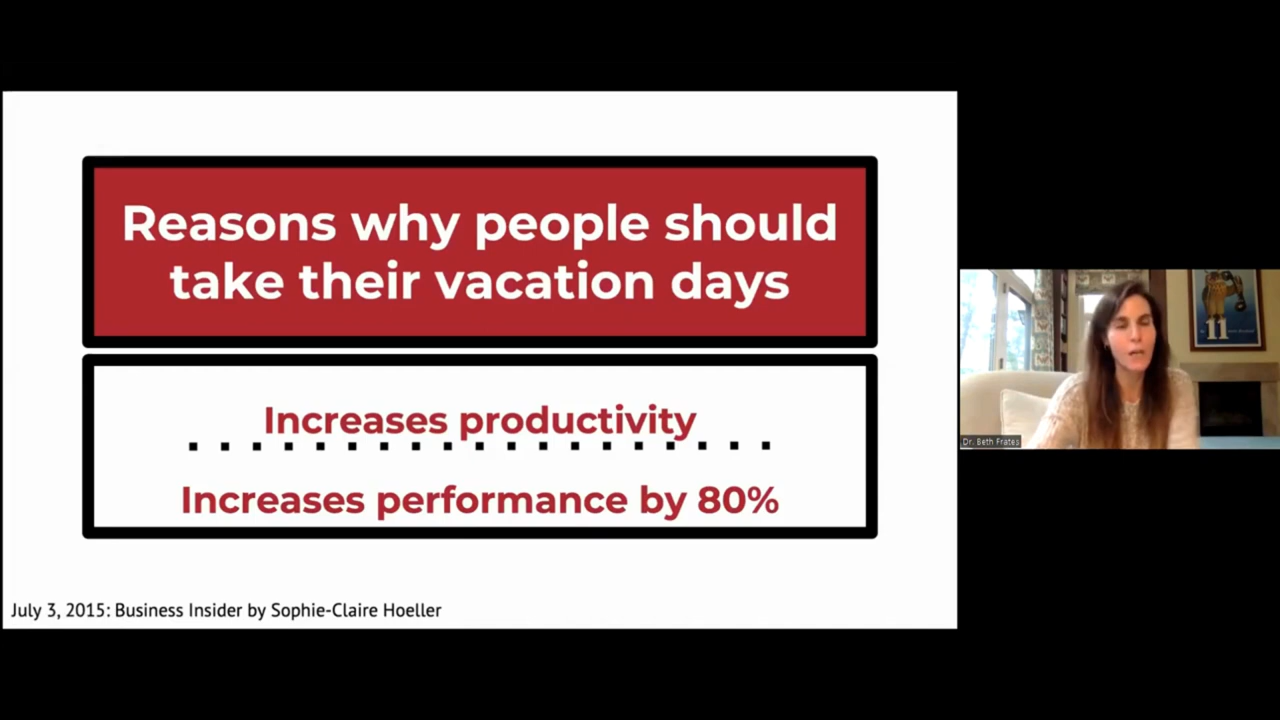 Reasons why people should
take their vacation days
Increases productivity
Increases performance by 80%
July 3, 2015: Business Insider by Sophie-Claire Hoeller
11
Dr. Beth Frates